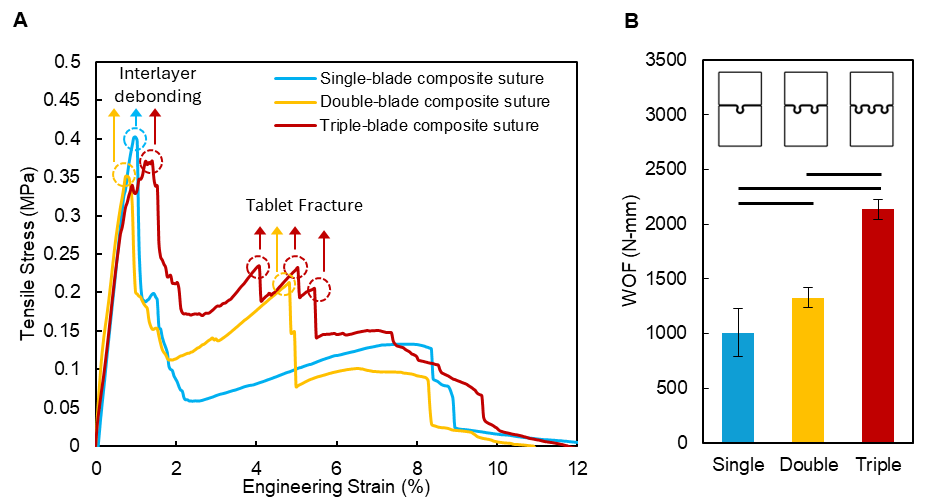 A
Tensile Stress (MPa)
0.5
0.45
0.4
0.35
0.3
0.25
0.2
0.15
0.1
0.05
0
Interlayer
debonding
Single-blade composite suture
Double-blade composite suture
Triple-blade composite suture
Tablet Fracture
0 2 4 6 8 10 12
Engineering Strain (%)
B
WOF (N-mm)
3500
3000
2500
2000
1500
1000
500
0
Single Double Triple